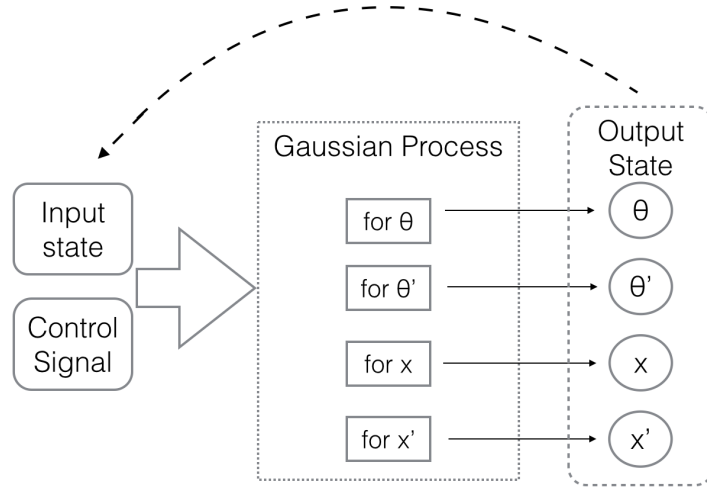 Gaussian Process
Output
State
Input
state
Control
Signal
for θ
for θ'
for x
for x'
θ
θ'
x
x'